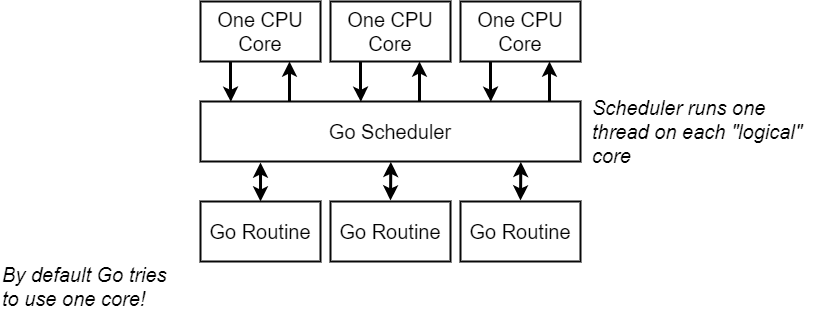 One CPU
Core
One CPU
Core
One CPU
Core
Go Scheduler
Scheduler runs one
thread on each "logical"
core
Go Routine
Go Routine
Go Routine
By default Go tries
to use one core!